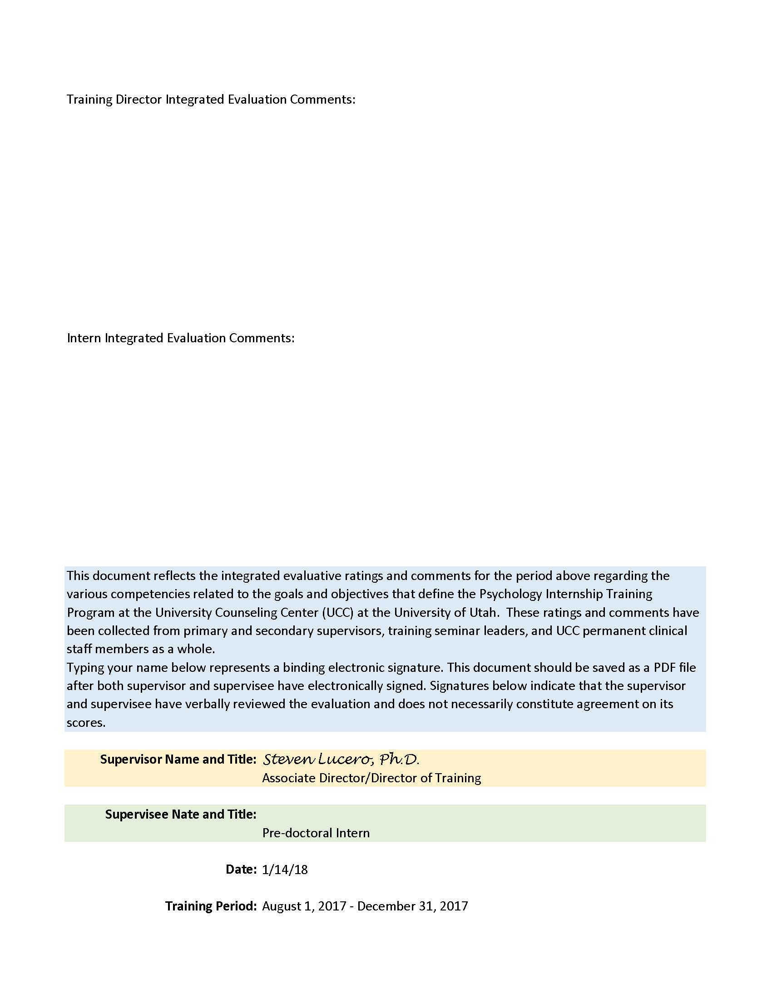 Training Director Integrated Evaluation Comments:
Intern Integrated Evaluation Comments:
This document reflects the integrated evaluative ratings and comments for the period above regarding the
various competencies related to the goals and objectives that define the Psychology Internship Training
Program at the University Counseling Center (UCC) at the University of Utah.  These ratings and comments have
been collected from primary and secondary supervisors, training seminar leaders, and UCC permanent clinical
staff members as a whole.
Typing your name below represents a binding electronic signature. This document should be saved as a PDF file
after both supervisor and supervisee have electronically signed. Signatures below indicate that the supervisor
and supervisee have verbally reviewed the evaluation and does not necessarily constitute agreement on its
scores.
Supervisor Name and Title: Steven Lucero, Ph.D.
Associate Director/Director of Training
Supervisee Nate and Title:
Pre-doctoral Intern
Date: 1/14/18
Training Period: August 1, 2017 - December 31, 2017